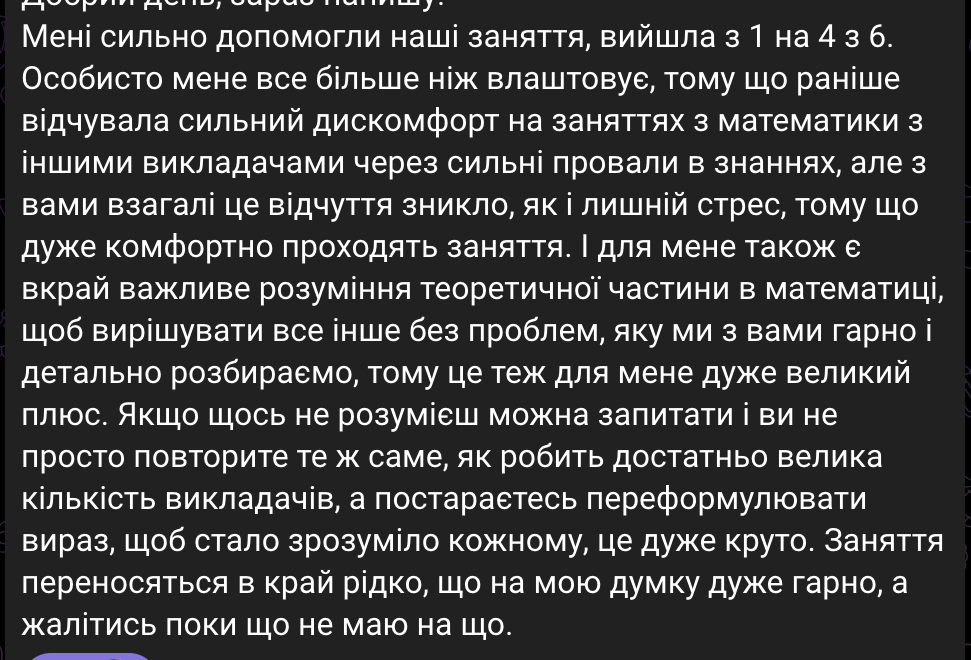 Добрий день, зараз напишу.
Мені сильно допомогли наші заняття, вийшла з 1 на 4 з 6.
Особисто мене все більше ніж влаштовує, тому що раніше
відчувала сильний дискомфорт на заняттях з математики з
іншими викладачами через сильні провали в знаннях, але з
вами взагалі це відчуття зникло, як і лишній стрес, тому що
дуже комфортно проходять заняття. І для мене також є
вкрай важливе розуміння теоретичної частини в математиці,
щоб вирішувати все інше без проблем, яку ми з вами гарно і
детально розбираємо, тому це теж для мене дуже великий
плюс. Якщо щось не розумієш можна запитати і ви не
просто повторите те ж саме, як робить достатньо велика
кількість викладачів, а постараєтесь переформулювати
вираз, щоб стало зрозуміло кожному, це дуже круто. Заняття
переносяться в край рідко, що на мою думку дуже гарно, а
жалітись поки що не маю на що.